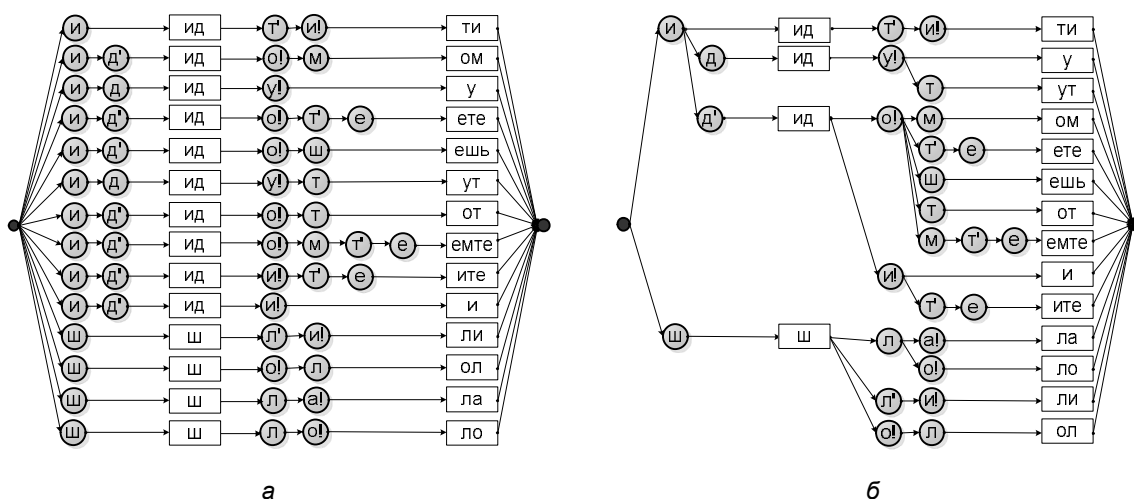 и ид т' и! ти
и д' ид о! м ом
и д ид у! у
и д' ид о! т' е ете
и д' ид о! ш ешь
и д ид у! т ут
и д' ид о! т от
и д' ид о! м т' е емте
и д' ид и! т' е ите
и д' ид и! и
ш ш л' и! ли
ш ш о! л ол
ш ш л а! ла
ш ш л о! ло
а
и ид т' и! ти
д ид у! у
т ут
д' ид о! м ом
т' е ете
ш ешь
т от
м т' е емте
и! и
т' е ите
ш ш л а! ла
о! ло
л' и! ли
о! л ол
б